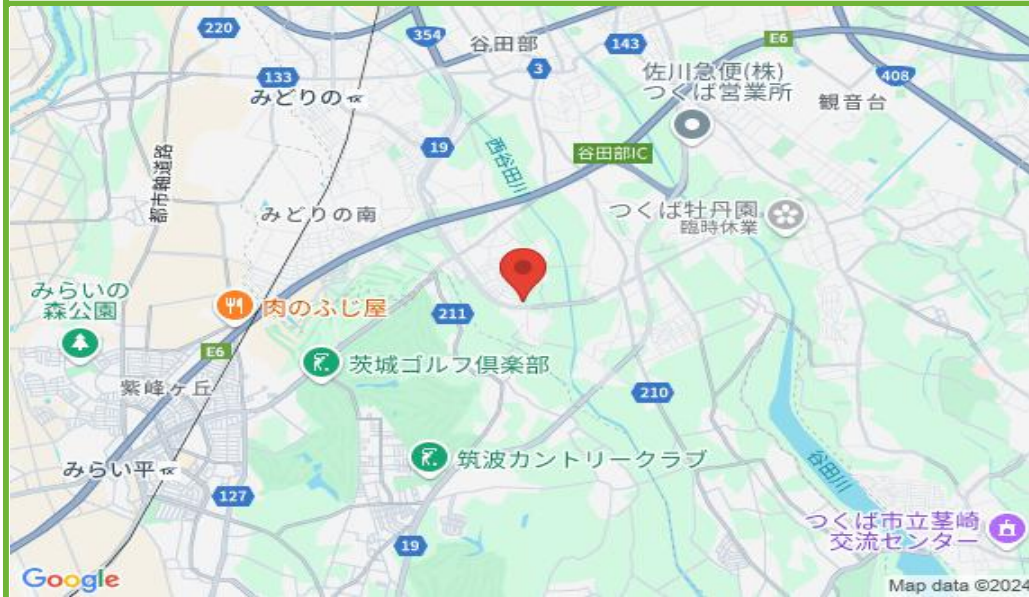 220
354
谷田部
143
E6
3
佐川急便(株)
つくば営業所
408
133
みどりの
観音台
19
西谷田川
谷田部IC
都市軸道路
みどりの南
つくば牡丹園
臨時休業
みらいの
森公園
肉のふじ屋
211
E6
茨城ゴルフ倶楽部
紫峰ヶ丘
210
筑波カントリークラブ
みらい平
谷田川
127
つくば市立茎崎
交流センター
19
Google
Map data ©2024